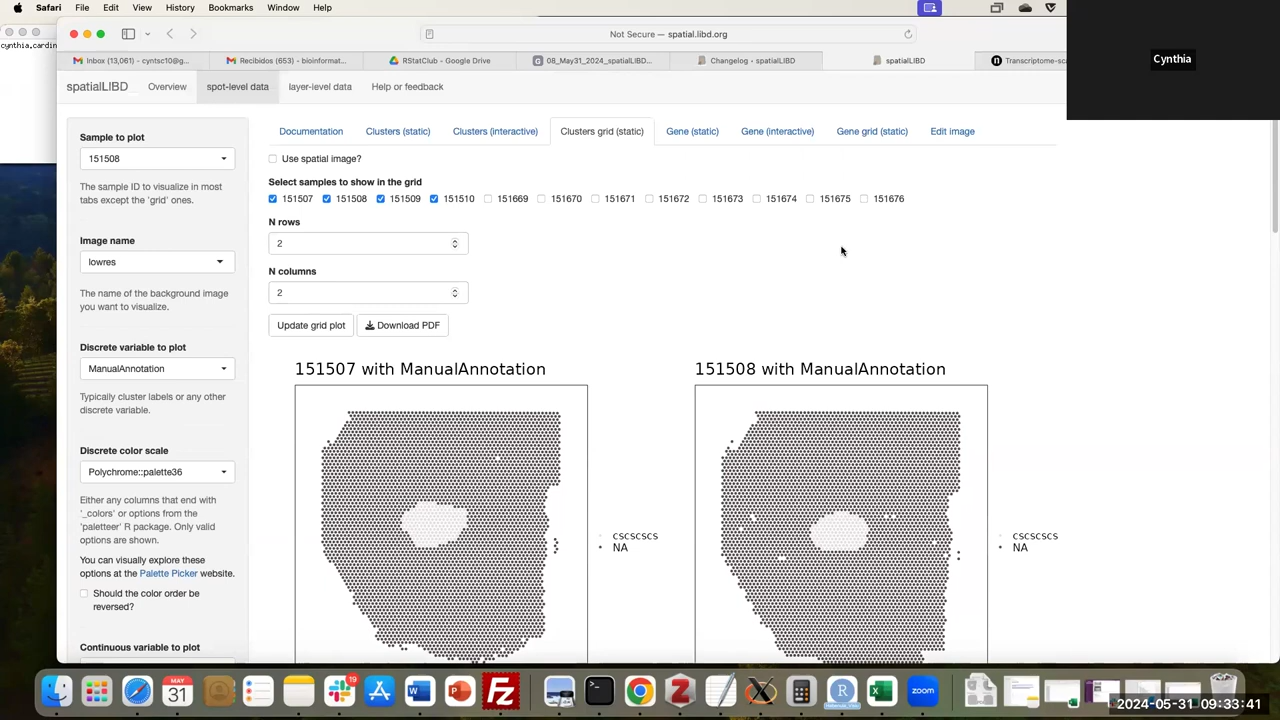 Safari File Edit View History Bookmarks Window Help
cynthia.cardin
Not Secure — spatial.libd.org
Inbox (13,061) - cyntsc10@g...
Recibidos (653) - bioinformat...
RStatClub - Google Drive
08_May31_2024_spatialLIBD...
Changelog • spatialLIBD
spatialLIBD
Transcriptome-sca
Cynthia
spatialLIBD Overview spot-level data layer-level data Help or feedback
Sample to plot
151508
The sample ID to visualize in most
tabs except the 'grid' ones.
Image name
lowres
The name of the background image
you want to visualize.
Discrete variable to plot
ManualAnnotation
Typically cluster labels or any other
discrete variable.
Discrete color scale
Polychrome::palette36
Either any columns that end with
'_colors' or options from the
'paletteer' R package. Only valid
options are shown.
You can visually explore these
options at the Palette Picker website.
Should the color order be
reversed?
Continuous variable to plot
Documentation Clusters (static) Clusters (interactive) Clusters grid (static) Gene (static) Gene (interactive) Gene grid (static) Edit image
Use spatial image?
Select samples to show in the grid
151507 151508 151509 151510 151669 151670 151671 151672 151673 151674 151675 151676
N rows
2
N columns
2
Update grid plot Download PDF
151507 with ManualAnnotation
cscscscs
NA
151508 with ManualAnnotation
cscscscs
NA
MAY
31
19
zoom
2024-05-31 09:33:41